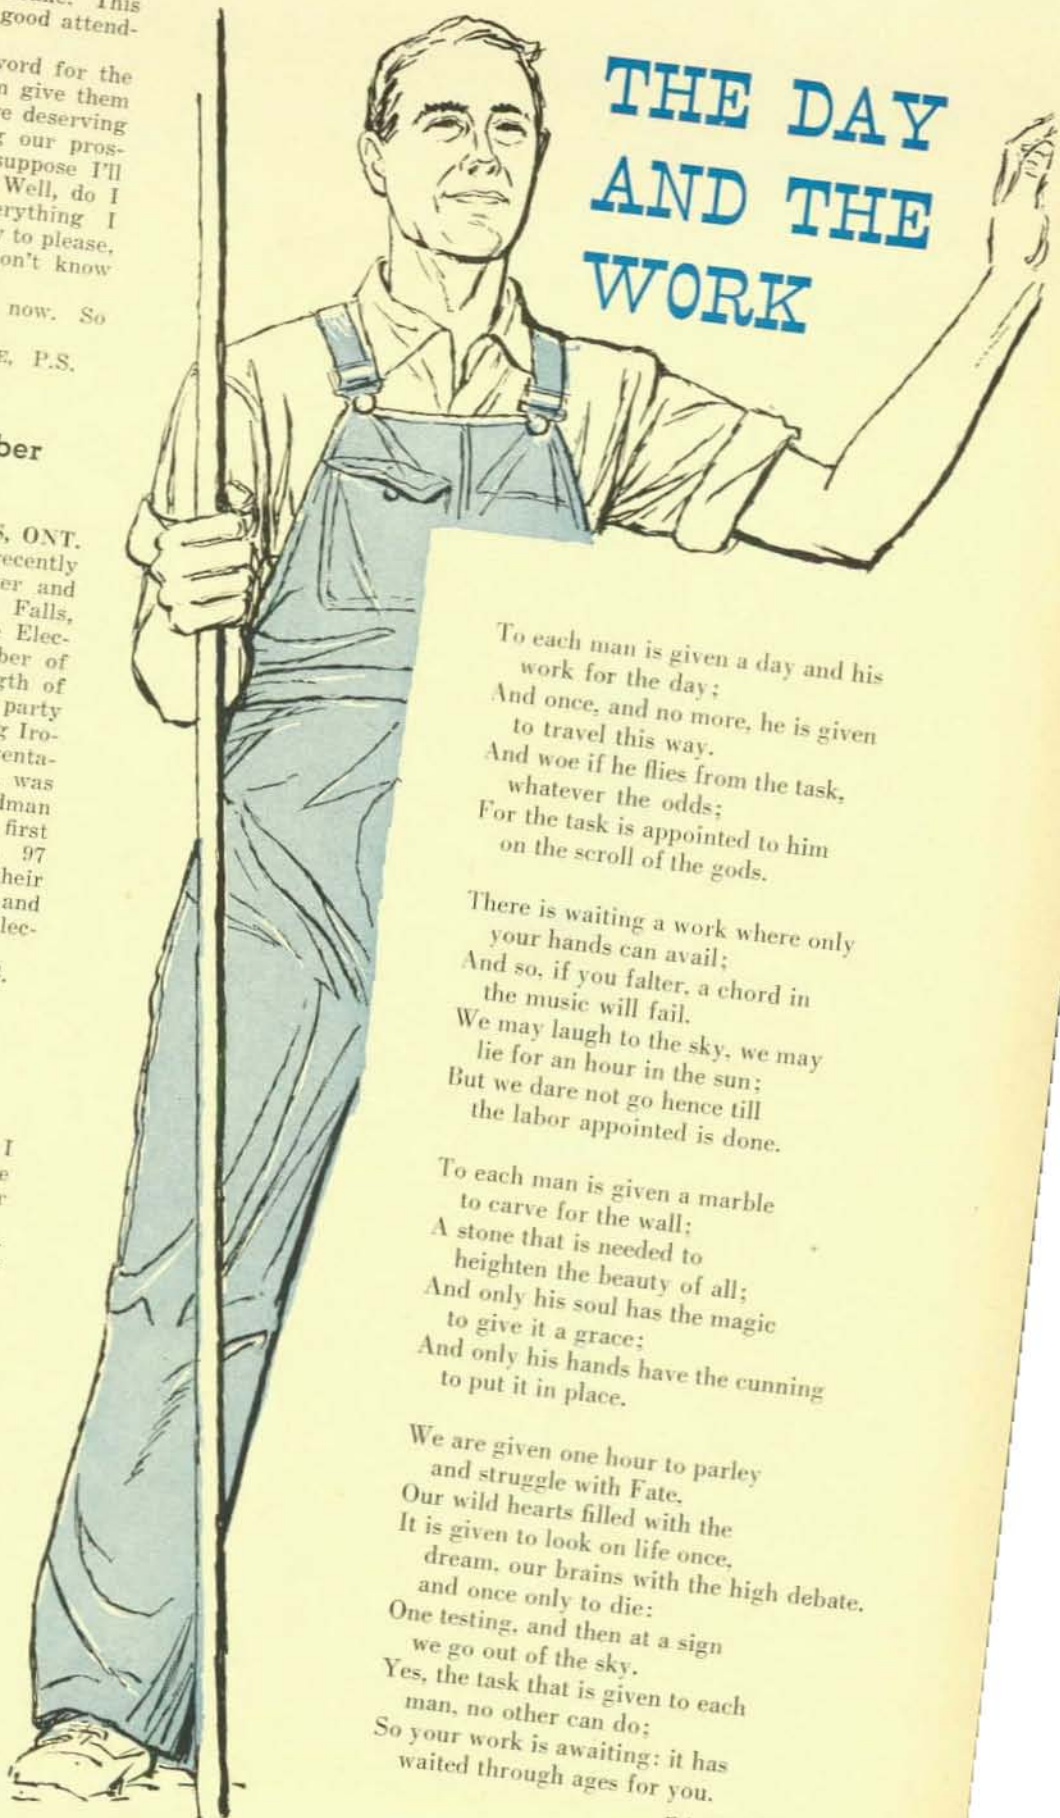 This
good attend-
word for the
give them
deserving
our pros-
suppose I'll
Well, do I
erything I
to please,
on't know
now. So
P.S.
ber
ONT.
recently
er and
Falls,
Elec-
ber of
gth of
party
Iro-
enta-
was
dman
first
97
heir
and
lec-
I
THE DAY
AND THE
WORK
To each man is given a day and his
work for the day;
And once, and no more, he is given
to travel this way.
And woe if he flies from the task,
whatever the odds;
For the task is appointed to him
on the scroll of the gods.
There is waiting a work where only
your hands can avail;
And so, if you falter, a chord in
the music will fail.
We may laugh to the sky, we may
lie for an hour in the sun;
But we dare not go hence till
the labor appointed is done.
To each man is given a marble
to carve for the wall;
A stone that is needed to
heighten the beauty of all;
And only his soul has the magic
to give it a grace;
And only his hands have the cunning
to put it in place.
We are given one hour to parley
and struggle with Fate,
Our wild hearts filled with the
It is given to look on life once,
dream, our brains with the high debate.
and once only to die:
One testing, and then at a sign
we go out of the sky.
Yes, the task that is given to each
man, no other can do;
So your work is awaiting: it has
waited through ages for you.